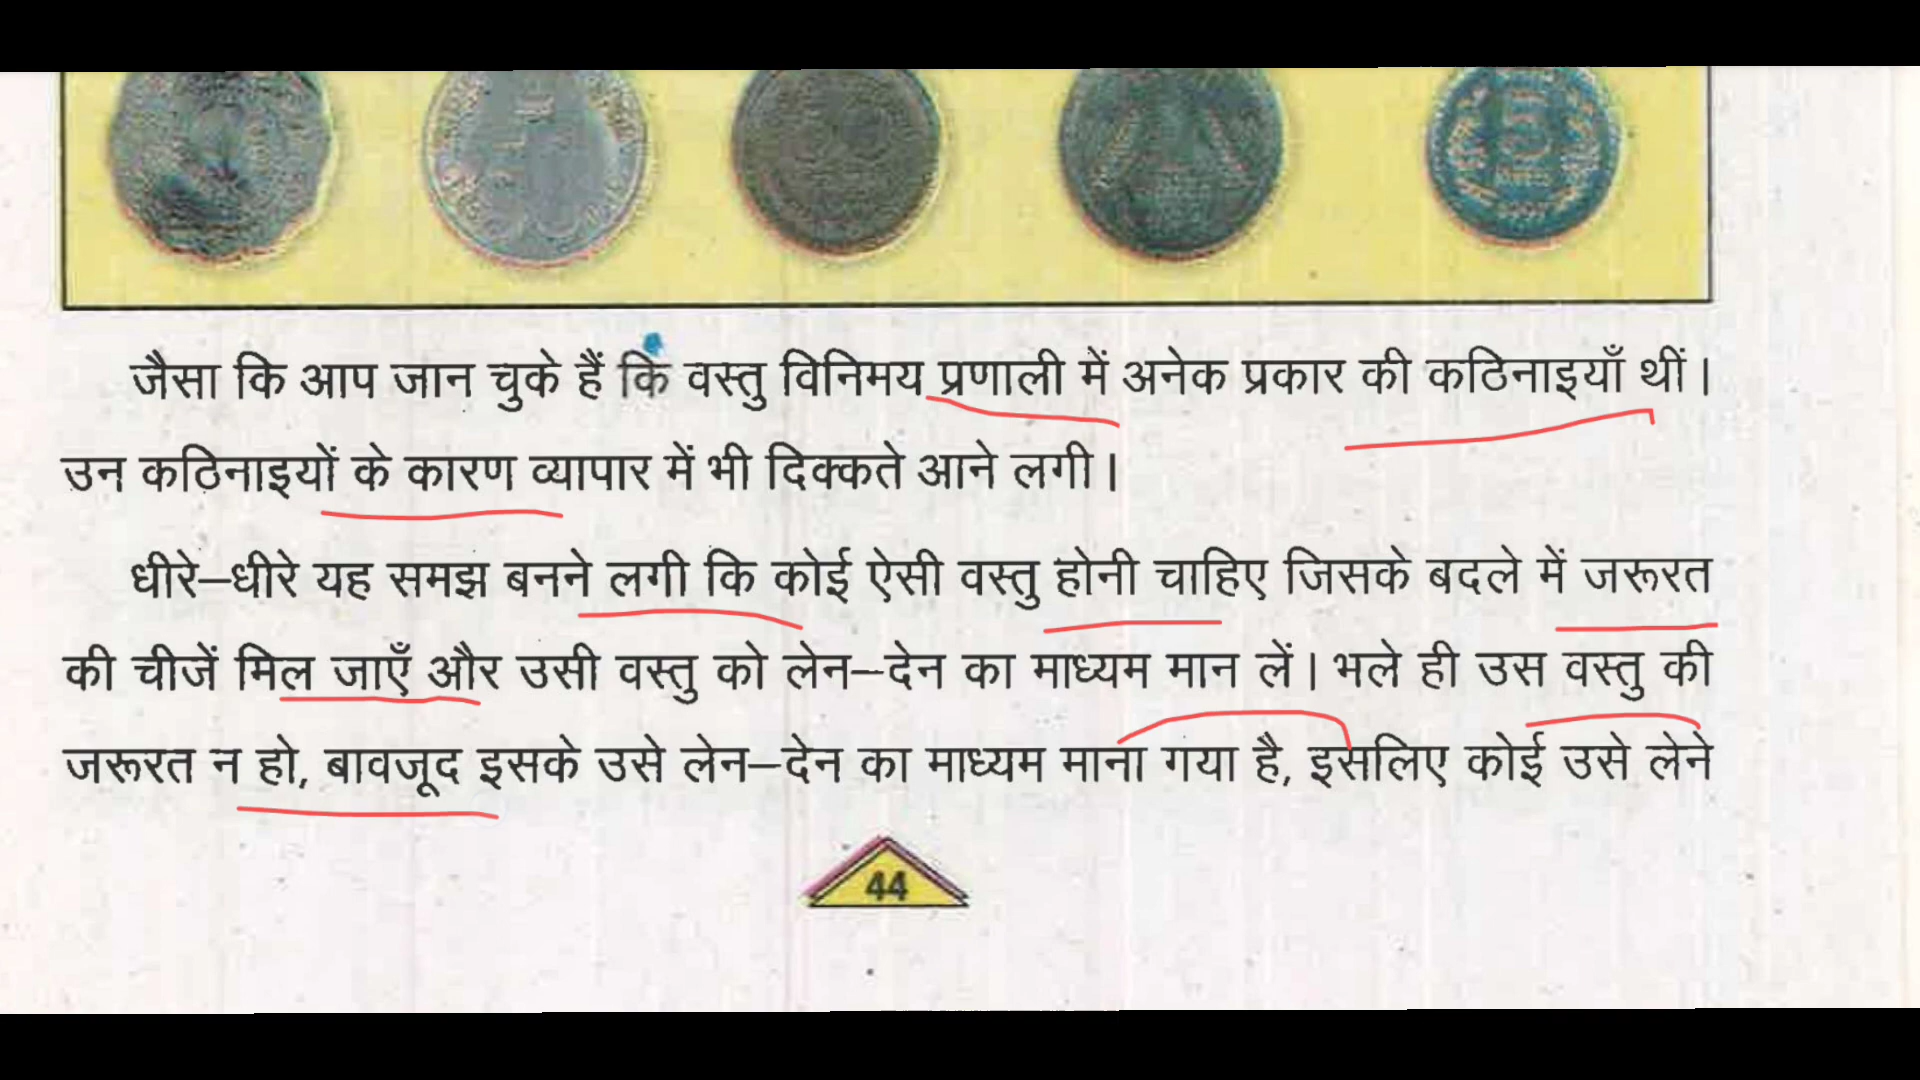 जैसा कि आप जान चुके हैं कि वस्तु विनिमय प्रणाली में अनेक प्रकार की कठिनाइयाँ थीं।
उन कठिनाइयों के कारण व्यापार में भी दिक्कते आने लगी।
धीरे–धीरे यह समझ बनने लगी कि कोई ऐसी वस्तु होनी चाहिए जिसके बदले में जरूरत
की चीजें मिल जाएँ और उसी वस्तु को लेन–देन का माध्यम मान लें। भले ही उस वस्तु की
जरूरत न हो, बावजूद इसके उसे लेन–देन का माध्यम माना गया है, इसलिए कोई उसे लेने
44